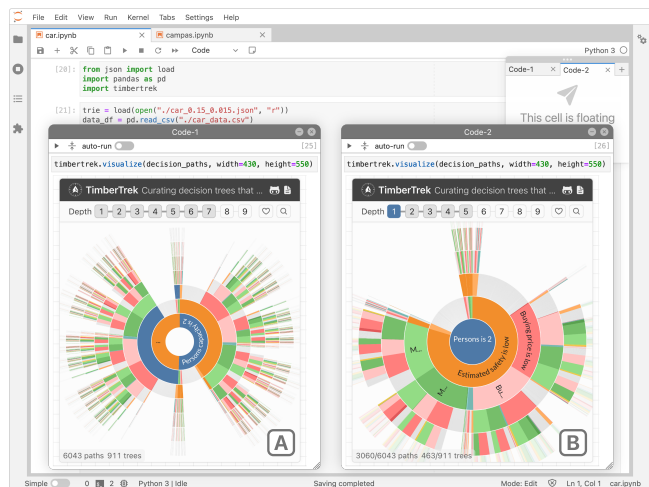 File Edit View Run Kernel Tabs Settings Help
car.ipynb
campas.ipynb
Code
Python 3
[20]: from json import load
import pandas as pd
import timbertrek
[21]: trie = load(open("./car_0.15_0.015.json", "r"))
data_df = pd.read_csv("./car_data.csv")
Code-1 Code-2
This cell is floating
Code-1
auto-run [25]
timbertrek.visualize(decision_paths, width=430, height=550)
TimberTrek Curating decision trees that ...
Depth 1 2 3 4 5 6 7 8 9
Persons capacity is 2
6043 paths 911 trees
A
Code-2
auto-run [26]
timbertrek.visualize(decision_paths, width=430, height=550)
TimberTrek Curating decision trees that ...
Depth 1 2 3 4 5 6 7 8 9
Persons is 2
Estimated safety is low
Buying price is low
M...
M...
Bu...
3060/6043 paths 463/911 trees
B
Simple 0 2 Python 3 | Idle Saving completed Mode: Edit Ln 1, Col 1 car.ipynb